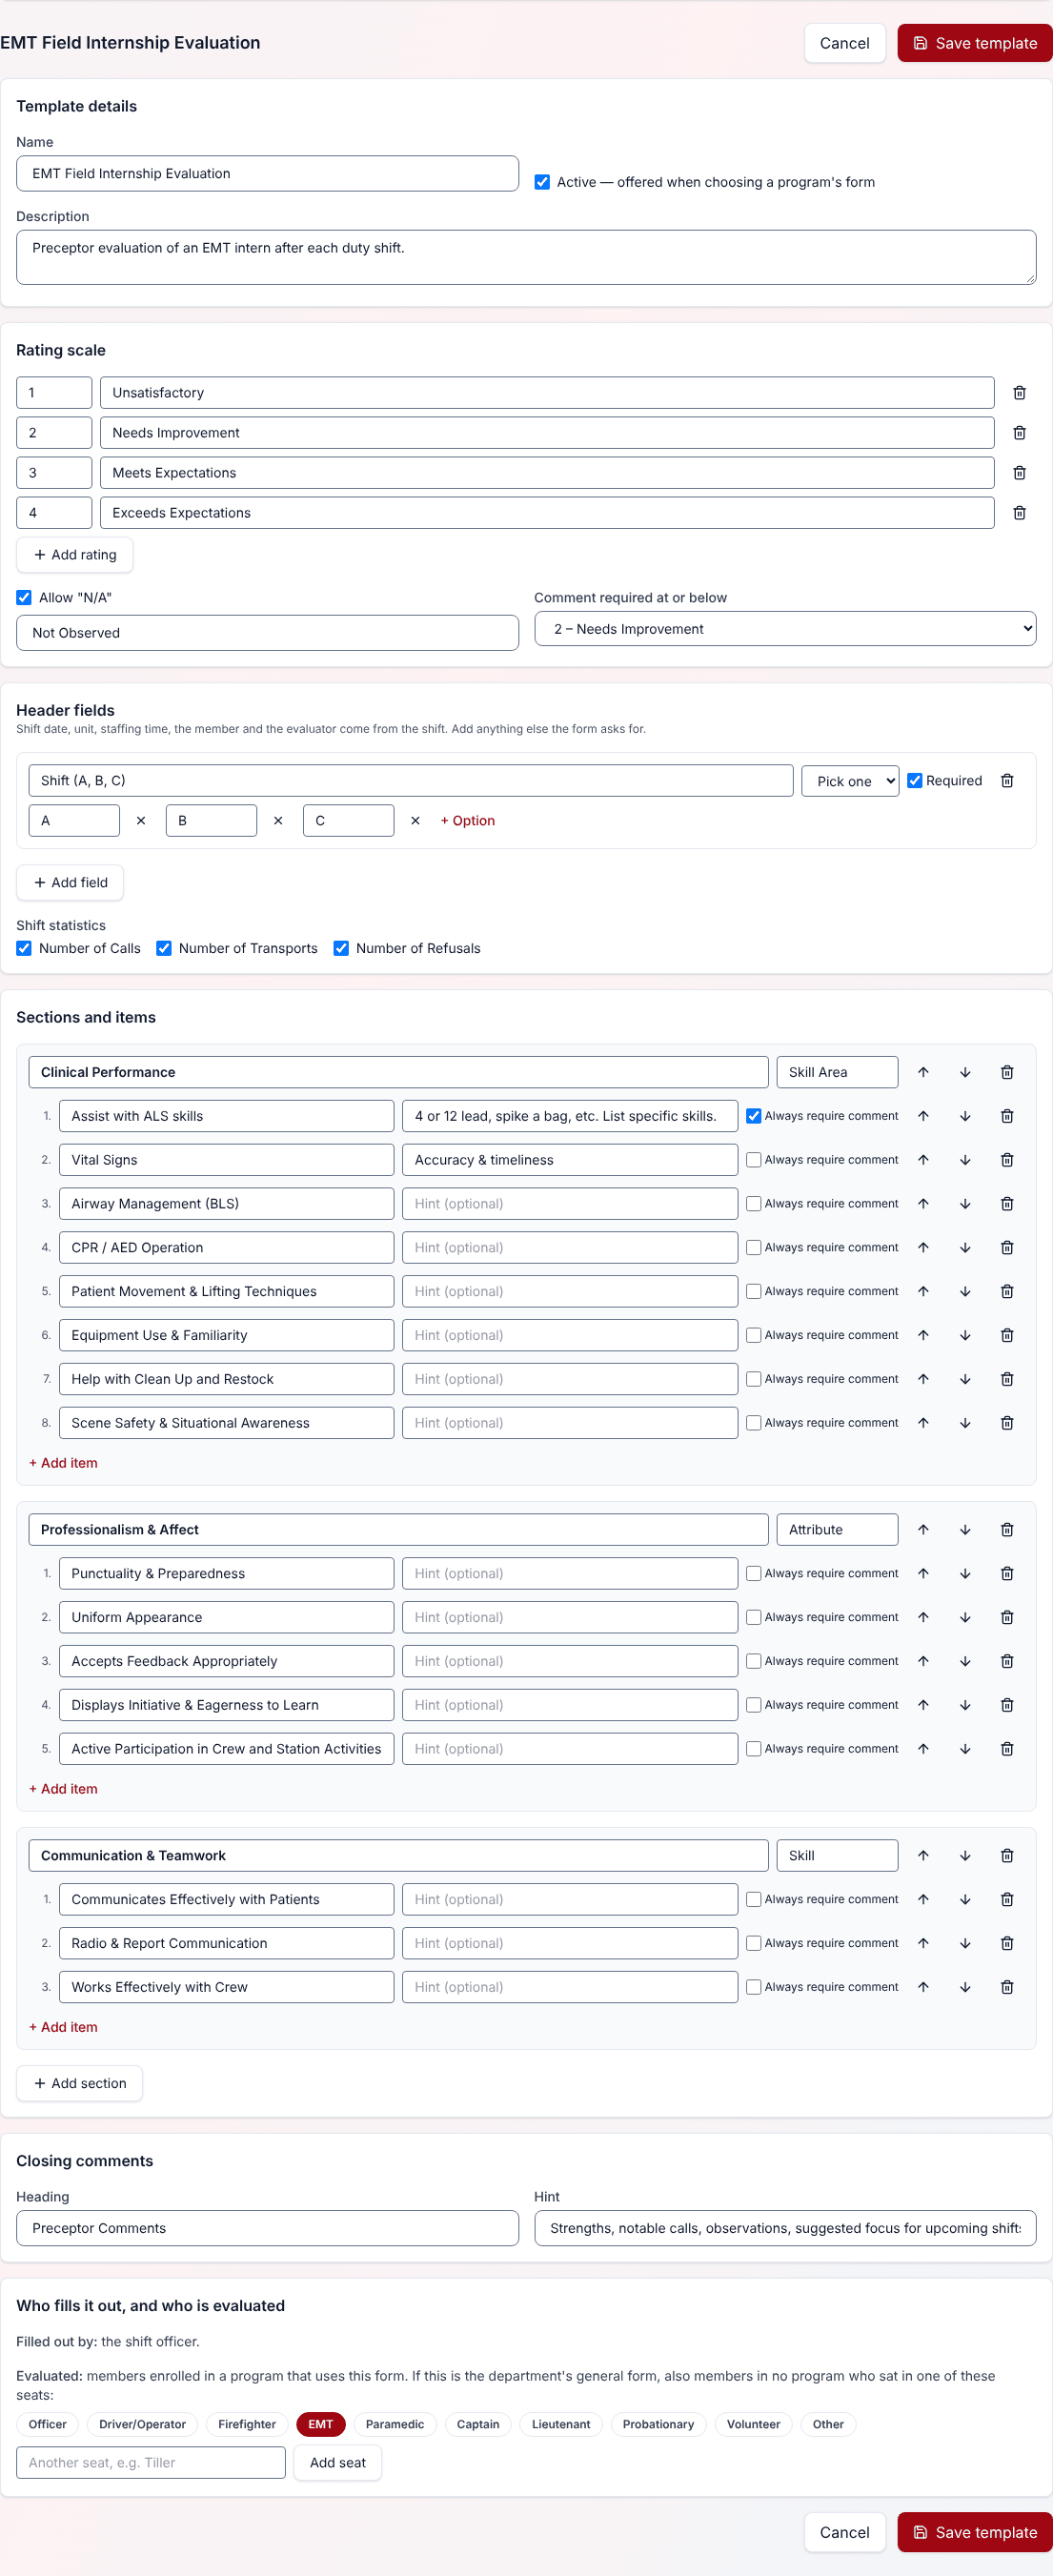 EMT Field Internship Evaluation
Cancel
Save template
Template details
Name
EMT Field Internship Evaluation
Active — offered when choosing a program's form
Description
Preceptor evaluation of an EMT intern after each duty shift.
Rating scale
1 Unsatisfactory
2 Needs Improvement
3 Meets Expectations
4 Exceeds Expectations
+ Add rating
Allow "N/A"
Comment required at or below
Not Observed
2 – Needs Improvement
Header fields
Shift date, unit, staffing time, the member and the evaluator come from the shift. Add anything else the form asks for.
Shift (A, B, C) Pick one Required
A × B × C × + Option
+ Add field
Shift statistics
Number of Calls Number of Transports Number of Refusals
Sections and items
Clinical Performance Skill Area
1. Assist with ALS skills 4 or 12 lead, spike a bag, etc. List specific skills. Always require comment
2. Vital Signs Accuracy & timeliness Always require comment
3. Airway Management (BLS) Hint (optional) Always require comment
4. CPR / AED Operation Hint (optional) Always require comment
5. Patient Movement & Lifting Techniques Hint (optional) Always require comment
6. Equipment Use & Familiarity Hint (optional) Always require comment
7. Help with Clean Up and Restock Hint (optional) Always require comment
8. Scene Safety & Situational Awareness Hint (optional) Always require comment
+ Add item
Professionalism & Affect Attribute
1. Punctuality & Preparedness Hint (optional) Always require comment
2. Uniform Appearance Hint (optional) Always require comment
3. Accepts Feedback Appropriately Hint (optional) Always require comment
4. Displays Initiative & Eagerness to Learn Hint (optional) Always require comment
5. Active Participation in Crew and Station Activities Hint (optional) Always require comment
+ Add item
Communication & Teamwork Skill
1. Communicates Effectively with Patients Hint (optional) Always require comment
2. Radio & Report Communication Hint (optional) Always require comment
3. Works Effectively with Crew Hint (optional) Always require comment
+ Add item
+ Add section
Closing comments
Heading
Hint
Preceptor Comments
Strengths, notable calls, observations, suggested focus for upcoming shift
Who fills it out, and who is evaluated
Filled out by: the shift officer.
Evaluated: members enrolled in a program that uses this form. If this is the department's general form, also members in no program who sat in one of these
seats:
Officer Driver/Operator Firefighter EMT Paramedic Captain Lieutenant Probationary Volunteer Other
Another seat, e.g. Tiller Add seat
Cancel
Save template